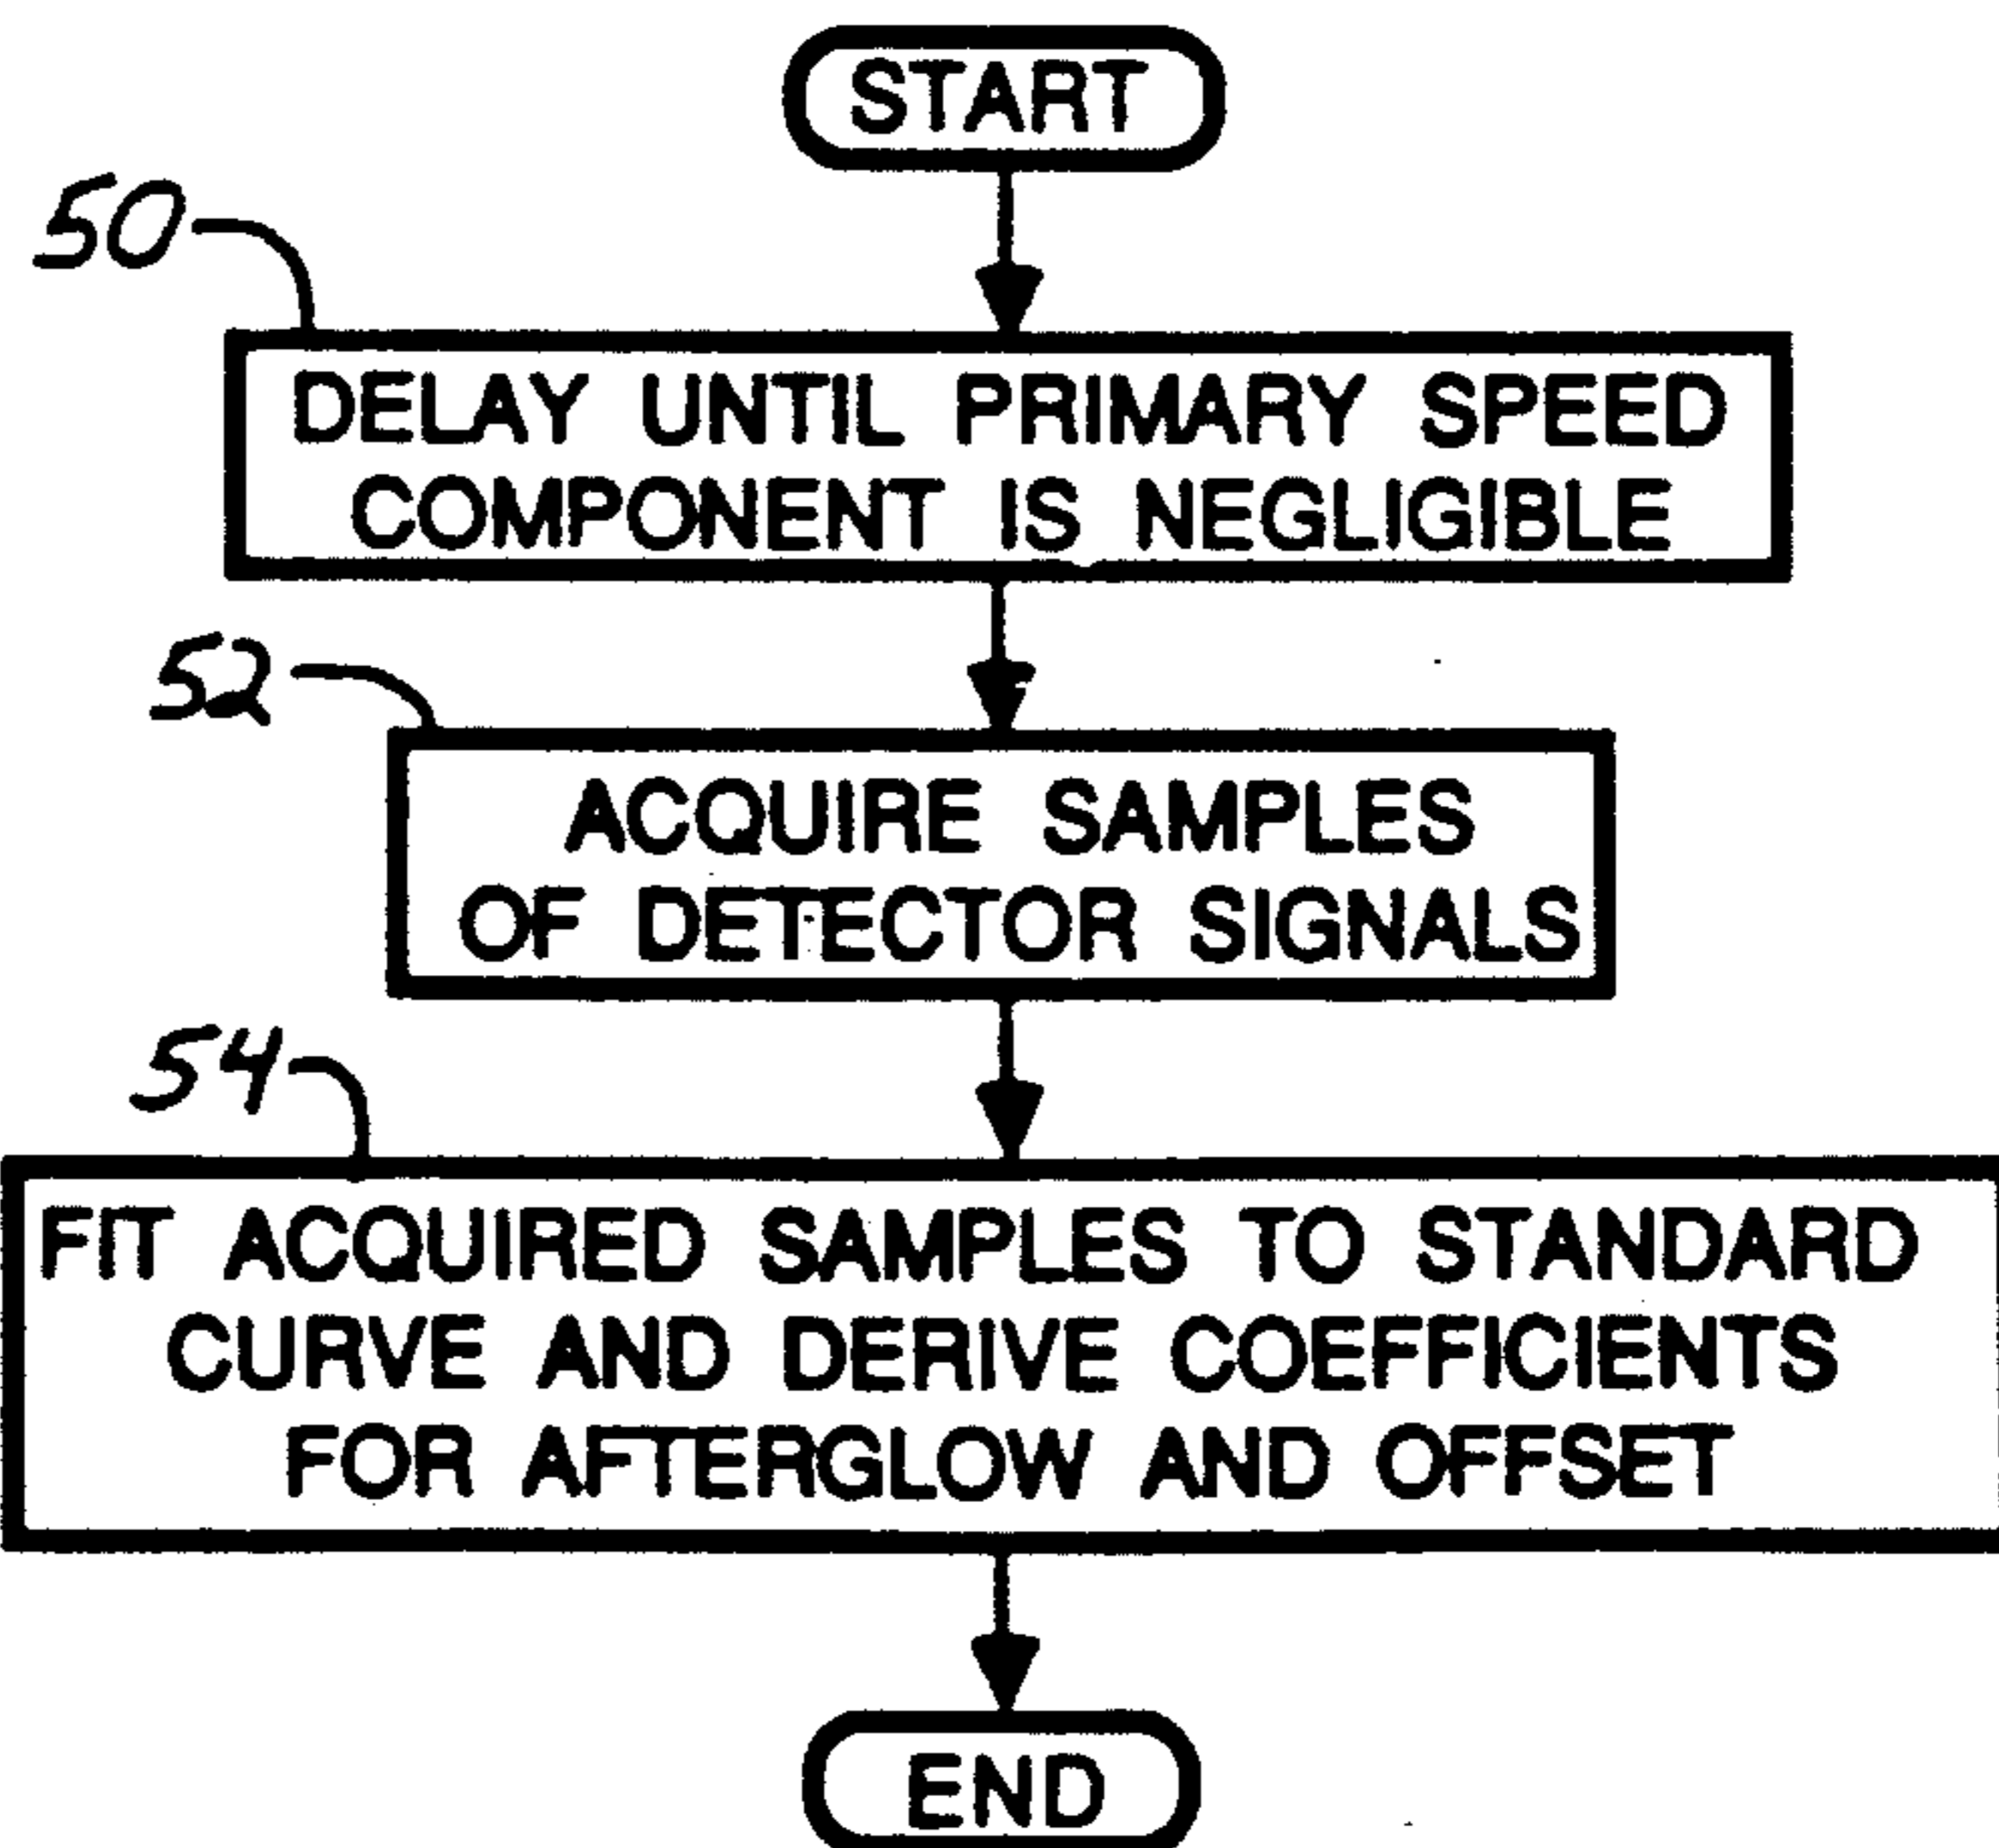 START
50
DELAY UNTIL PRIMARY SPEED
COMPONENT IS NEGLIGIBLE
52
ACQUIRE SAMPLES
OF DETECTOR SIGNALS
54
FIT ACQUIRED SAMPLES TO STANDARD
CURVE AND DERIVE COEFFICIENTS
FOR AFTERGLOW AND OFFSET
END